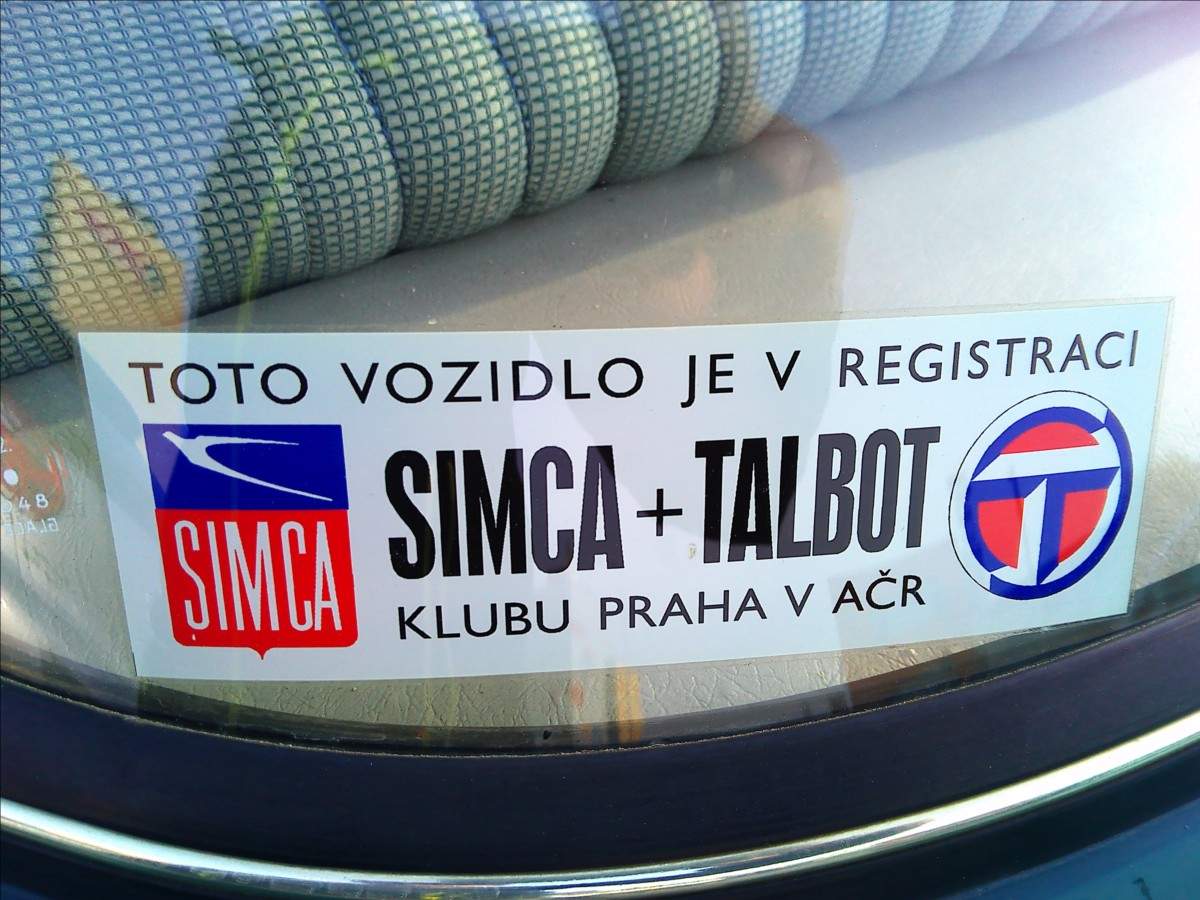 TOTO VOZIDLO JE V REGISTRACI
SIMCA
SIMCA + TALBOT
KLUBU PRAHA V AČR